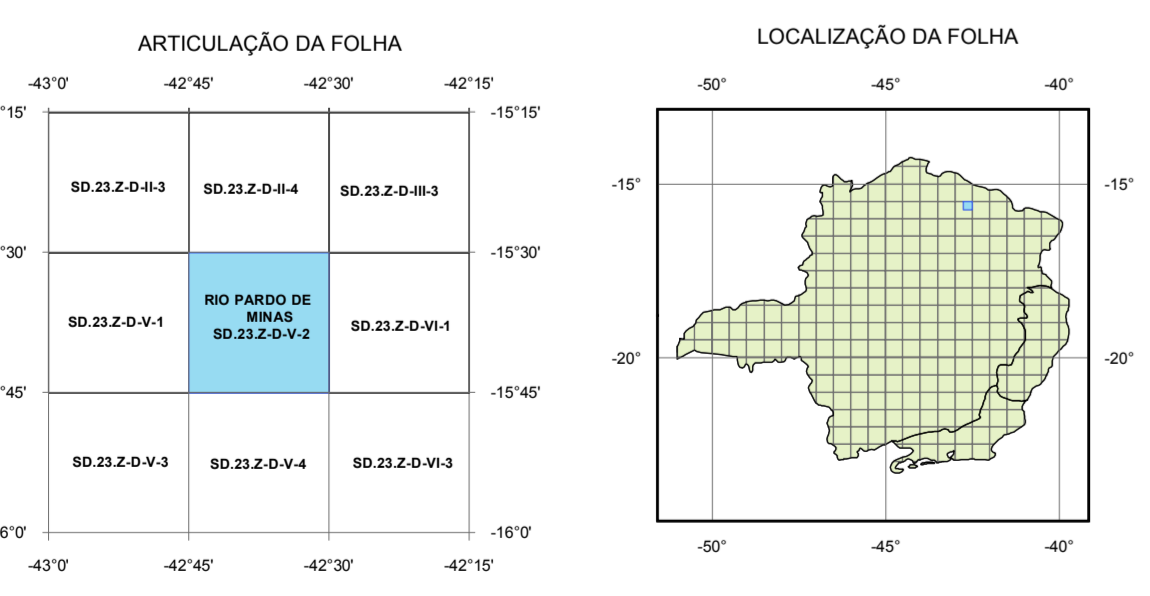 ARTICULAÇÃO DA FOLHA
-43°0' -42°45' -42°30' -42°15'
°15' -15°15'
SD.23.Z-D-II-3 SD.23.Z-D-II-4 SD.23.Z-D-III-3
°30' -15°30'
SD.23.Z-D-V-1
RIO PARDO DE
MINAS
SD.23.Z-D-V-2
SD.23.Z-D-VI-1
°45' -15°45'
SD.23.Z-D-V-3 SD.23.Z-D-V-4 SD.23.Z-D-VI-3
6°0' -16°0'
-43°0' -42°45' -42°30' -42°15'
LOCALIZAÇÃO DA FOLHA
-50° -45° -40°
-15° -15°
-20° -20°
-50° -45° -40°